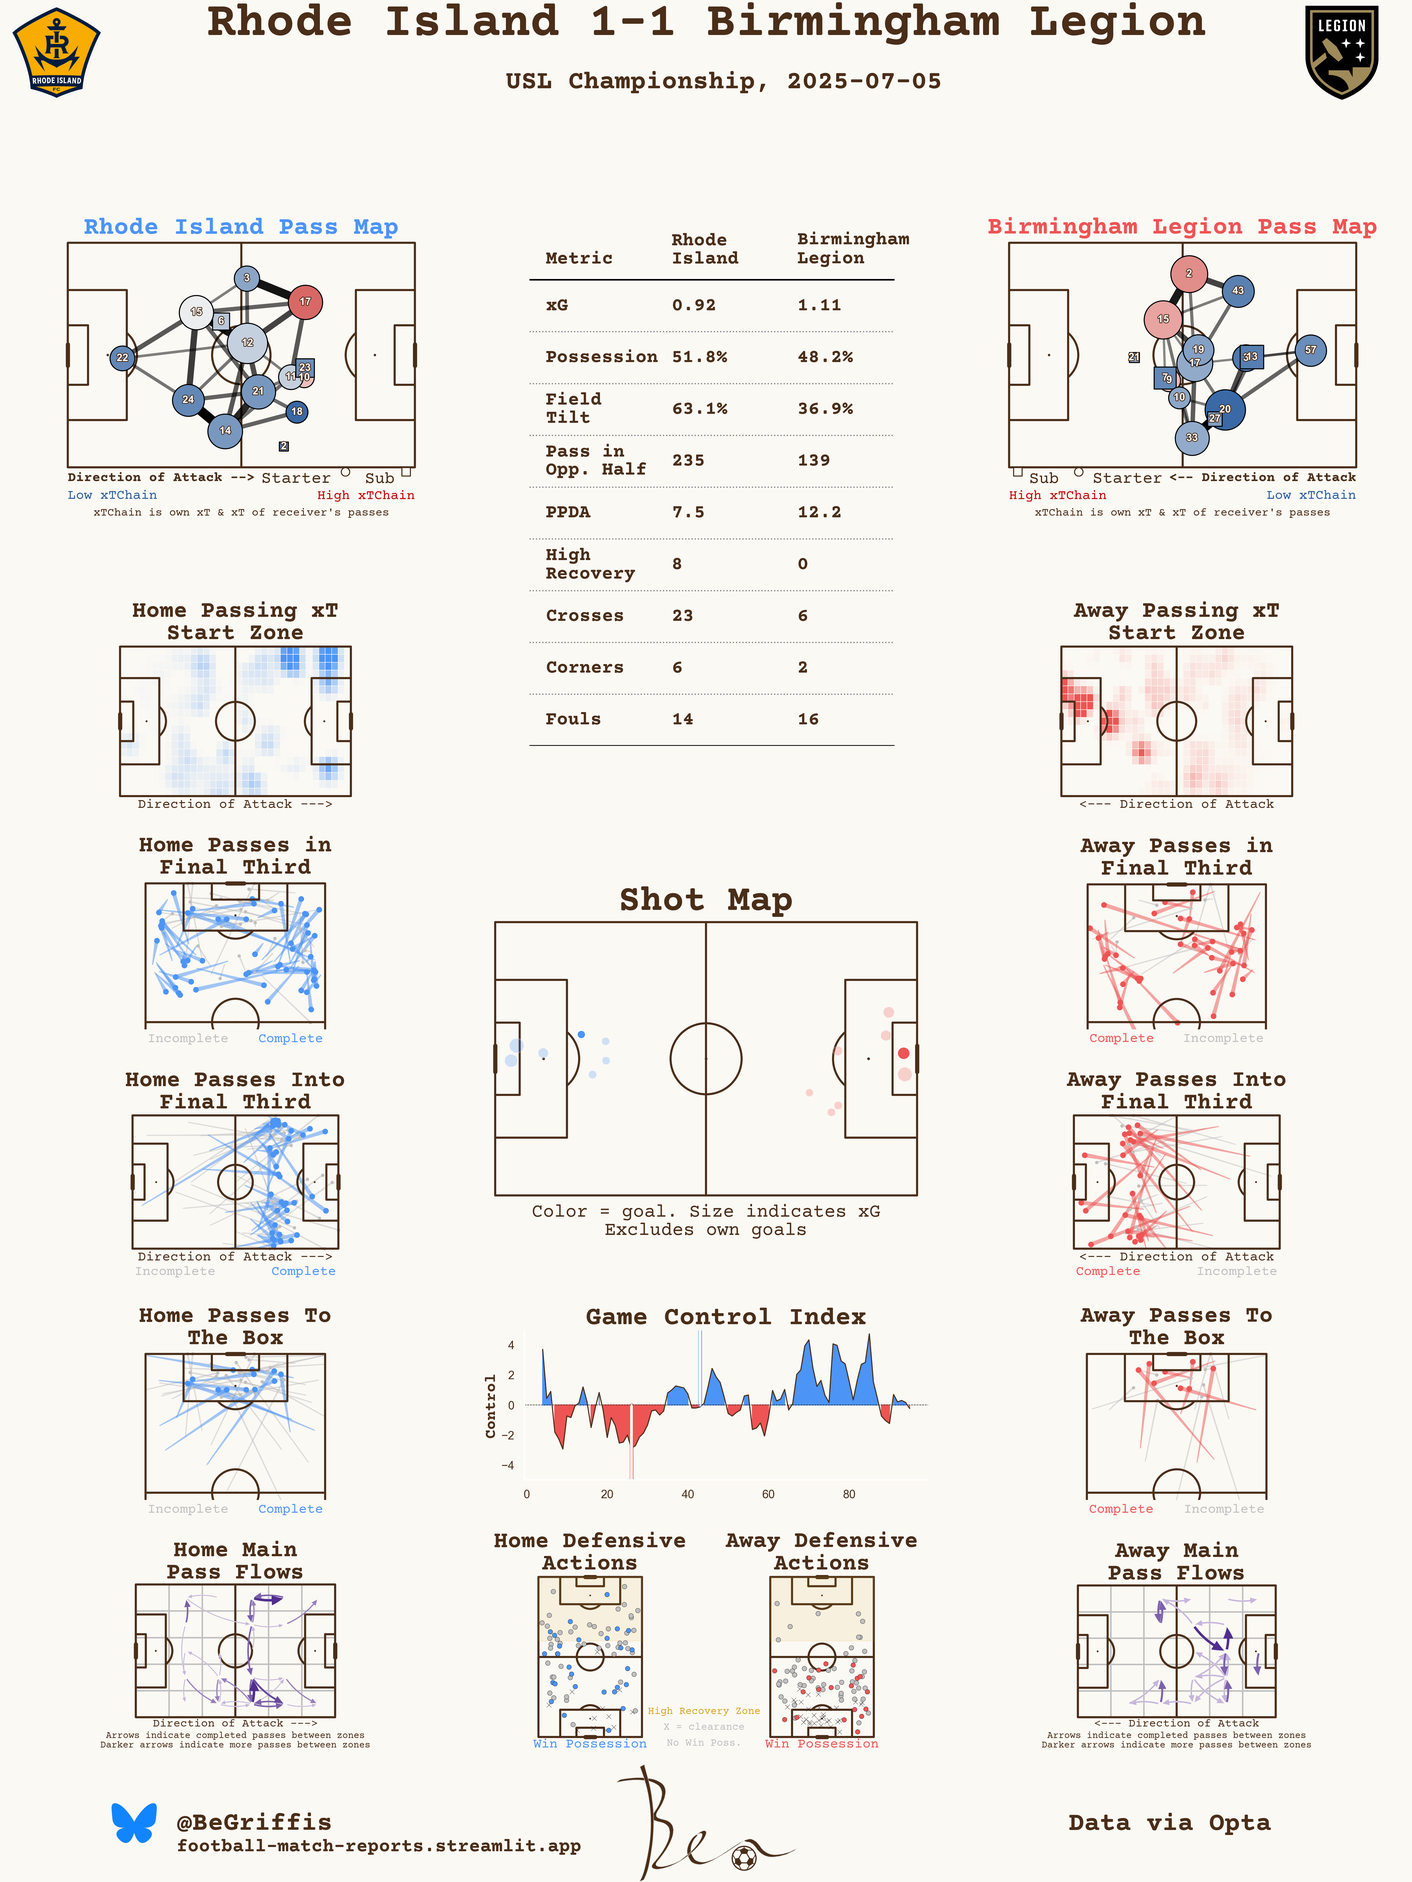 Rhode Island 1-1 Birmingham Legion
USL Championship, 2025-07-05
RHODE ISLAND
FC
LEGION
Rhode Island Pass Map
3
17
15
6
12
22
23
11
10
24
21
18
14
2
Direction of Attack --> Starter Sub
Low xTChain High xTChain
xTChain is own xT & xT of receiver's passes
Metric Rhode Island Birmingham Legion
xG 0.92 1.11
Possession 51.8% 48.2%
Field Tilt 63.1% 36.9%
Pass in Opp. Half 235 139
PPDA 7.5 12.2
High Recovery 8 0
Crosses 23 6
Corners 6 2
Fouls 14 16
Birmingham Legion Pass Map
2
43
15
19
57
21
17
13
7
9
10
20
27
33
Sub Starter <-- Direction of Attack
High xTChain Low xTChain
xTChain is own xT & xT of receiver's passes
Home Passing xT
Start Zone
Direction of Attack --->
Away Passing xT
Start Zone
<--- Direction of Attack
Home Passes in
Final Third
Incomplete Complete
Away Passes in
Final Third
Complete Incomplete
Shot Map
Color = goal. Size indicates xG
Excludes own goals
Home Passes Into
Final Third
Direction of Attack --->
Incomplete Complete
Away Passes Into
Final Third
<--- Direction of Attack
Complete Incomplete
Home Passes To
The Box
Incomplete Complete
Game Control Index
Control
4
2
0
−2
−4
0 20 40 60 80
Away Passes To
The Box
Complete Incomplete
Home Main
Pass Flows
Direction of Attack --->
Arrows indicate completed passes between zones
Darker arrows indicate more passes between zones
Home Defensive
Actions
Win Possession
High Recovery Zone
X = clearance
No Win Poss.
Away Defensive
Actions
Win Possession
Away Main
Pass Flows
<--- Direction of Attack
Arrows indicate completed passes between zones
Darker arrows indicate more passes between zones
@BeGriffis
football-match-reports.streamlit.app
Ben
Data via Opta